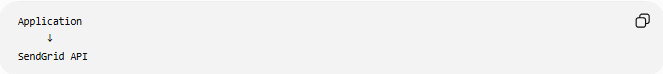 Application
↓
SendGrid API